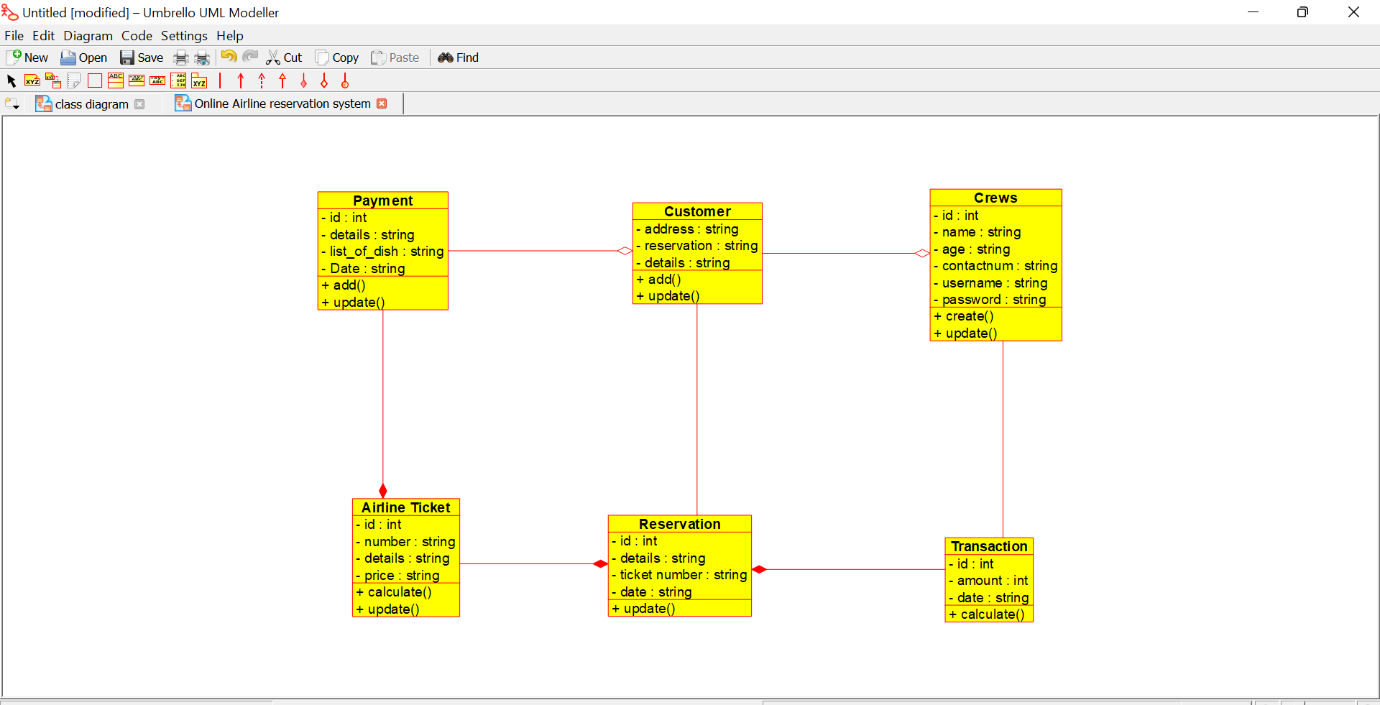 Untitled [modified] – Umbrello UML Modeller
File Edit Diagram Code Settings Help
New Open Save Cut Copy Paste Find
class diagram Online Airline reservation system
Payment
- id : int
- details : string
- list_of_dish : string
- Date : string
+ add()
+ update()
Customer
- address : string
- reservation : string
- details : string
+ add()
+ update()
Crews
- id : int
- name : string
- age : string
- contactnum : string
- username : string
- password : string
+ create()
+ update()
Airline Ticket
- id : int
- number : string
- details : string
- price : string
+ calculate()
+ update()
Reservation
- id : int
- details : string
- ticket number : string
- date : string
+ update()
Transaction
- id : int
- amount : int
- date : string
+ calculate()